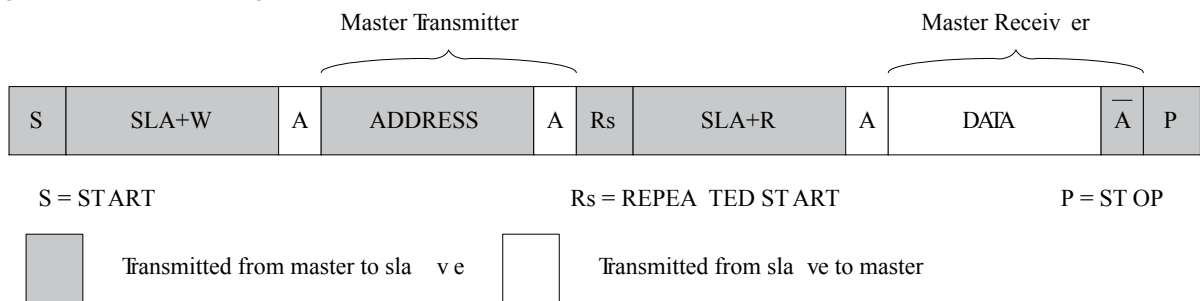 Master Transmitter Master Receiv er
S SLA+W A ADDRESS A Rs SLA+R A DATA A̅ P
S = ST ART Rs = REPEA TED ST ART P = ST OP
Transmitted from master to sla v e Transmitted from sla ve to master